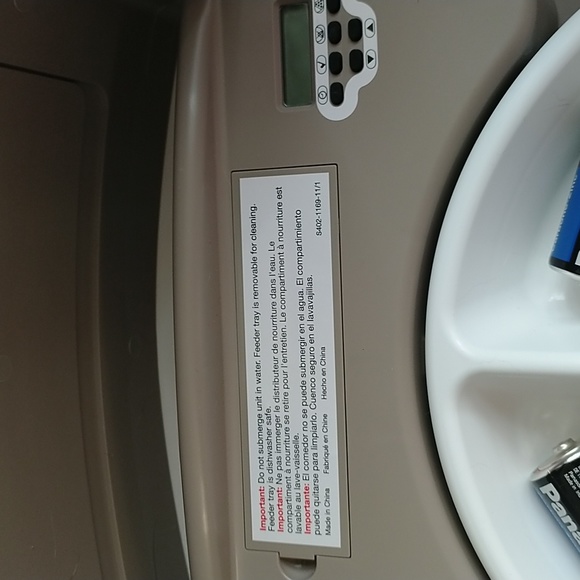 Important: Do not submerge unit in water. Feeder tray is removable for cleaning.
Feeder tray is dishwasher safe.
Important: Ne pas immerger le distributeur de nourriture dans l'eau. Le
compartiment à nourriture se retire pour l'entretien. Le compartiment à nourriture est
lavable au lave-vaisselle.
Importante: El comedor no se puede submergir en el agua. El compartimiento
puede quitarse para limpiarlo. Cuenco seguro en el lavavajillas.
Made in China Fabriqué en Chine Hecho en China S402-1169-11/1